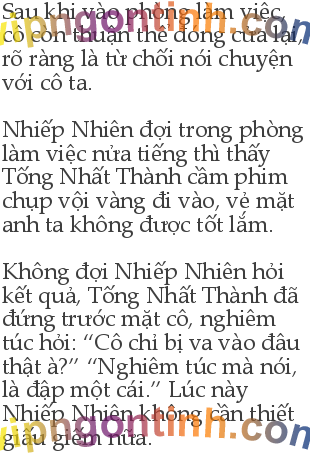 Sau khi vào phòng làm việc,
cô còn thuận thế đóng cửa lại,
rõ ràng là từ chối nói chuyện
với cô ta.
Nhiếp Nhiên đợi trong phòng
làm việc nửa tiếng thì thấy
Tống Nhất Thành cầm phim
chụp vội vàng đi vào, vẻ mặt
anh ta không được tốt lắm.
Không đợi Nhiếp Nhiên hỏi
kết quả, Tống Nhất Thành đã
đứng trước mặt cô, nghiêm
túc hỏi: “Cô chi bị va vào đâu
thật à?” “Nghiêm túc mà nói,
là đập một cái.” Lúc này
Nhiếp Nhiên không cần thiết
giấu giếm nữa.
vipngontinh.com
vipngontinh.com